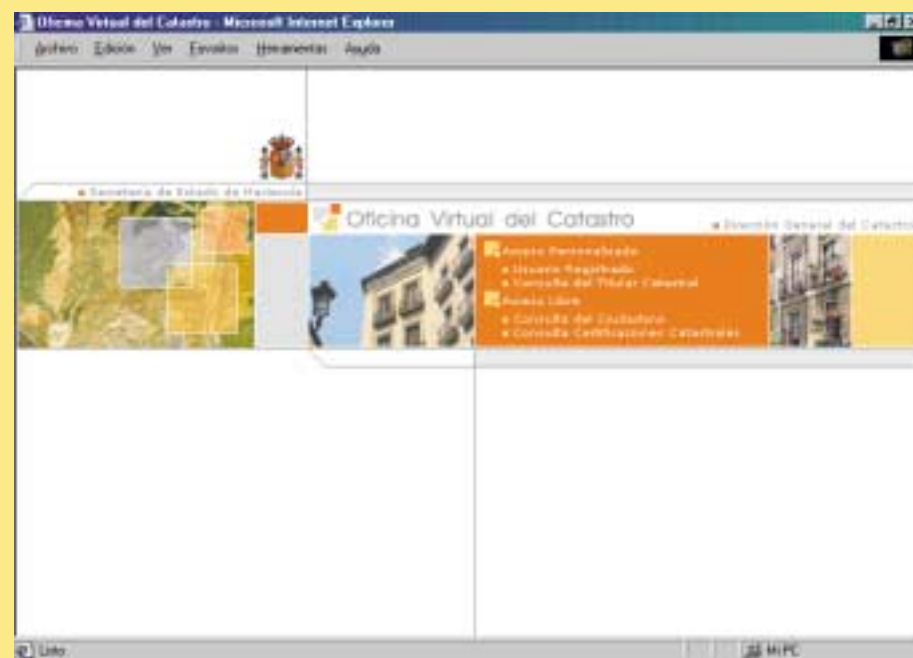 Oficina Virtual del Catastro - Microsoft Internet Explorer
Archivo Edición Ver Favoritos Herramientas Ayuda
Secretaría de Estado de Hacienda
Oficina Virtual del Catastro
Dirección General del Catastro
Acceso Personalizado
Usuario Registrado
Consulta del Titular Catastral
Acceso Libre
Consulta del Ciudadano
Consulta Certificaciones Catastrales
Listo
Mi PC